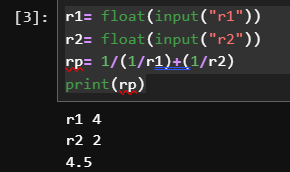 [3]: r1= float(input("r1"))
r2= float(input("r2"))
rp= 1/(1/r1)+(1/r2)
print(rp)
r1 4
r2 2
4.5